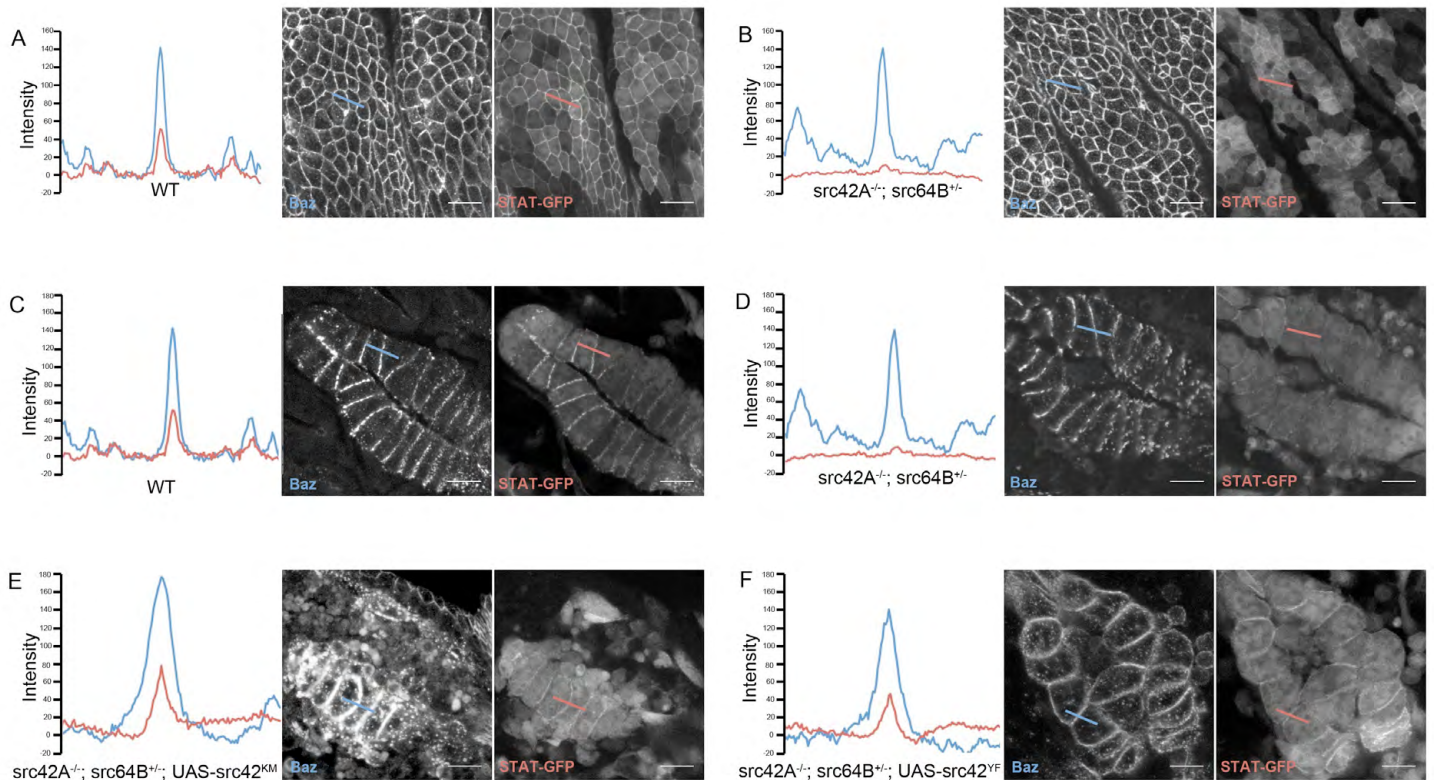 A
160
140
120
100
80
60
40
20
0
-20
Intensity
WT
Baz
STAT-GFP
B
160
140
120
100
80
60
40
20
0
-20
Intensity
src42A-/-; src64B+/-
Baz
STAT-GFP
C
180
160
140
120
100
80
60
40
20
0
-20
Intensity
WT
Baz
STAT-GFP
D
180
160
140
120
100
80
60
40
20
0
-20
Intensity
src42A-/-; src64B+/-
Baz
STAT-GFP
E
180
160
140
120
100
80
60
40
20
0
-20
Intensity
src42A-/-; src64B+/-; UAS-src42KM
Baz
STAT-GFP
F
180
160
140
120
100
80
60
40
20
0
-20
Intensity
src42A-/-; src64B+/-; UAS-src42YF
Baz
STAT-GFP